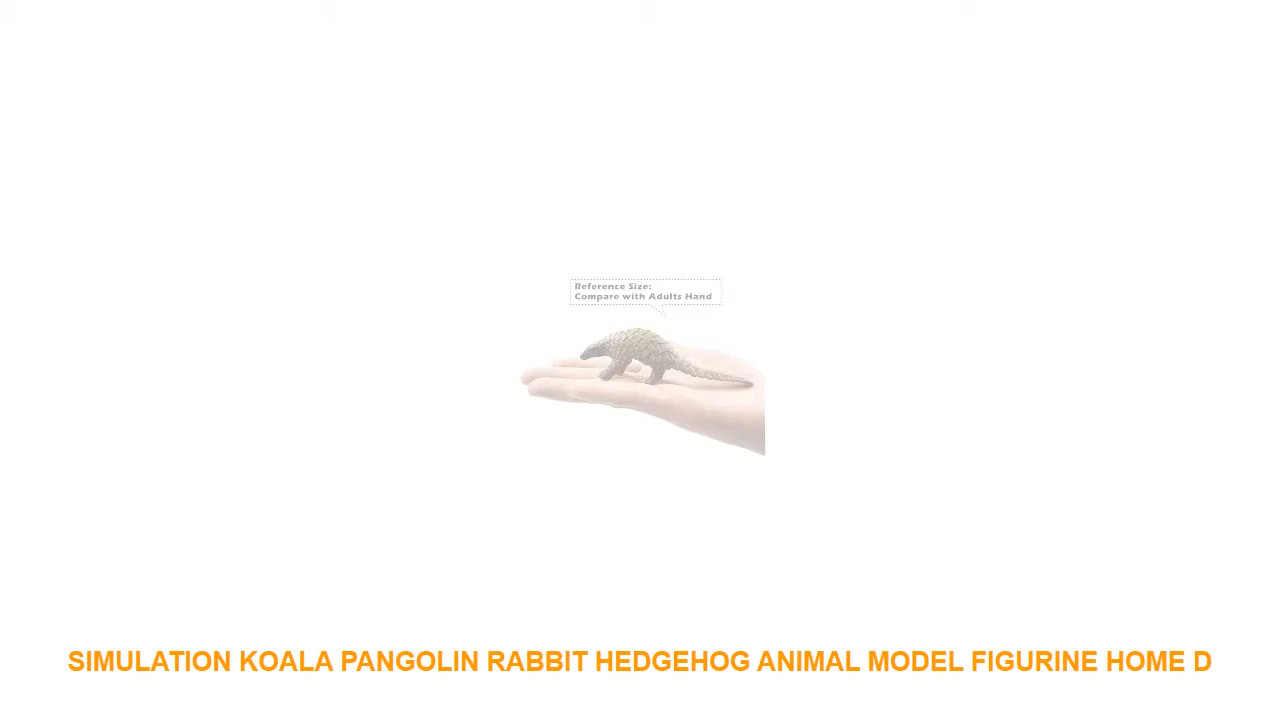 Reference Size:
Compare with Adults Hand
SIMULATION KOALA PANGOLIN RABBIT HEDGEHOG ANIMAL MODEL FIGURINE HOME D